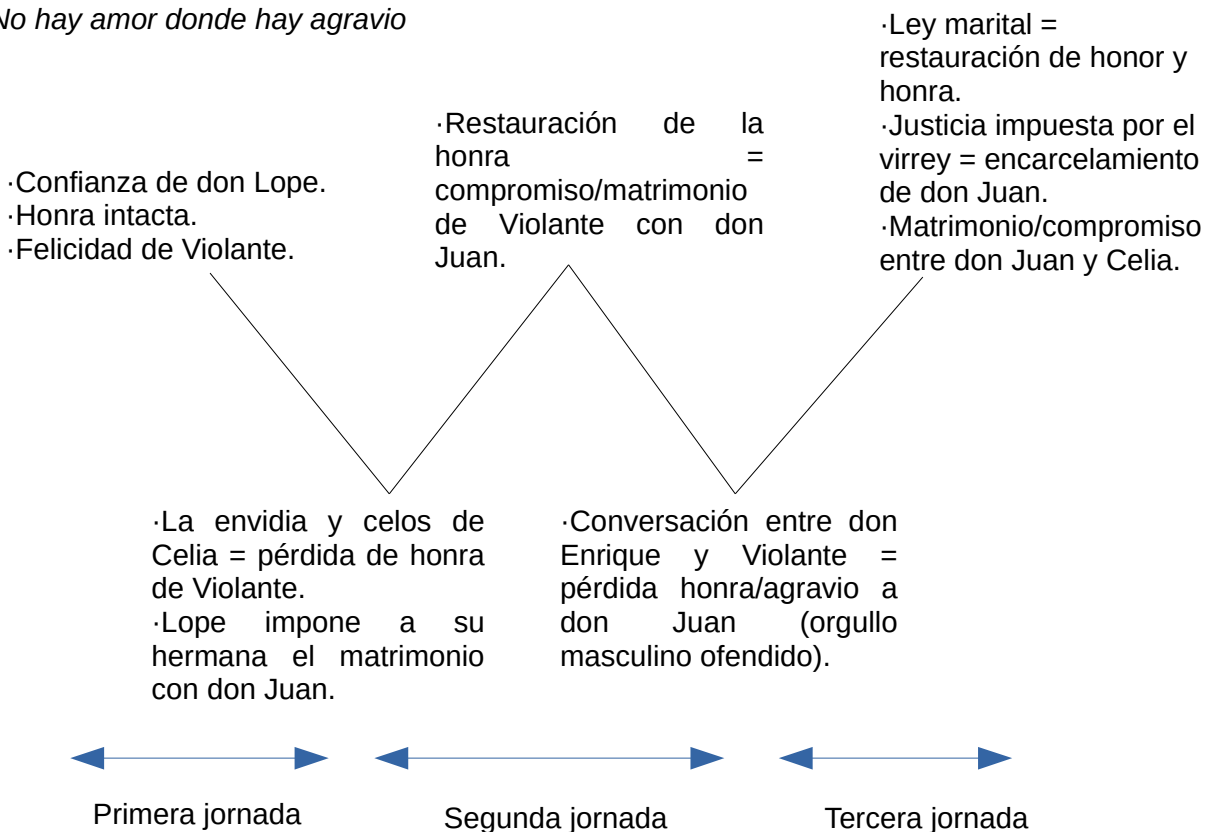 No hay amor donde hay agravio
·Confianza de don Lope.
·Honra intacta.
·Felicidad de Violante.
·Restauración de la
honra =
compromiso/matrimonio
de Violante con don
Juan.
·Ley marital =
restauración de honor y
honra.
·Justicia impuesta por el
virrey = encarcelamiento
de don Juan.
·Matrimonio/compromiso
entre don Juan y Celia.
·La envidia y celos de
Celia = pérdida de honra
de Violante.
·Lope impone a su
hermana el matrimonio
con don Juan.
·Conversación entre don
Enrique y Violante =
pérdida honra/agravio a
don Juan (orgullo
masculino ofendido).
Primera jornada
Segunda jornada
Tercera jornada